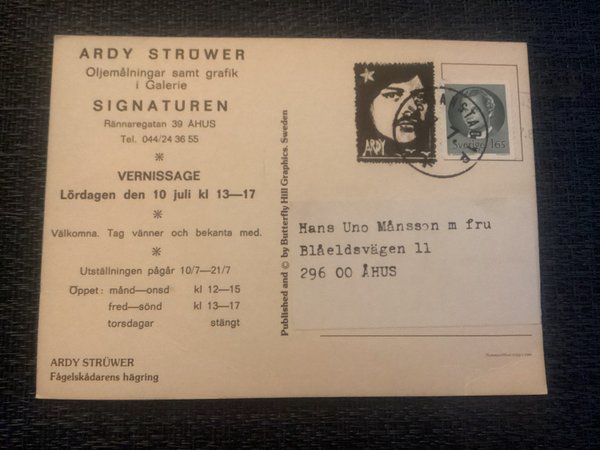 ARDY STRÜWER
Oljemålningar samt grafik
i Galerie
SIGNATUREN
Rännaregatan 39 ÅHUS
Tel. 044/24 36 55
VERNISSAGE
Lördagen den 10 juli kl 13—17
Välkomna. Tag vänner och bekanta med.
Utställningen pågår 10/7—21/7
Öppet: månd—onsd kl 12—15
fred—sönd kl 13—17
torsdagar stängt
ARDY STRÜWER
Fågelskådarens hägring
Published and © by Butterfly Hill Graphics. Sweden
ARDY
Sverige 165
Hans Uno Månsson m fru
Blåeldsvägen 11
296 00 ÅHUS